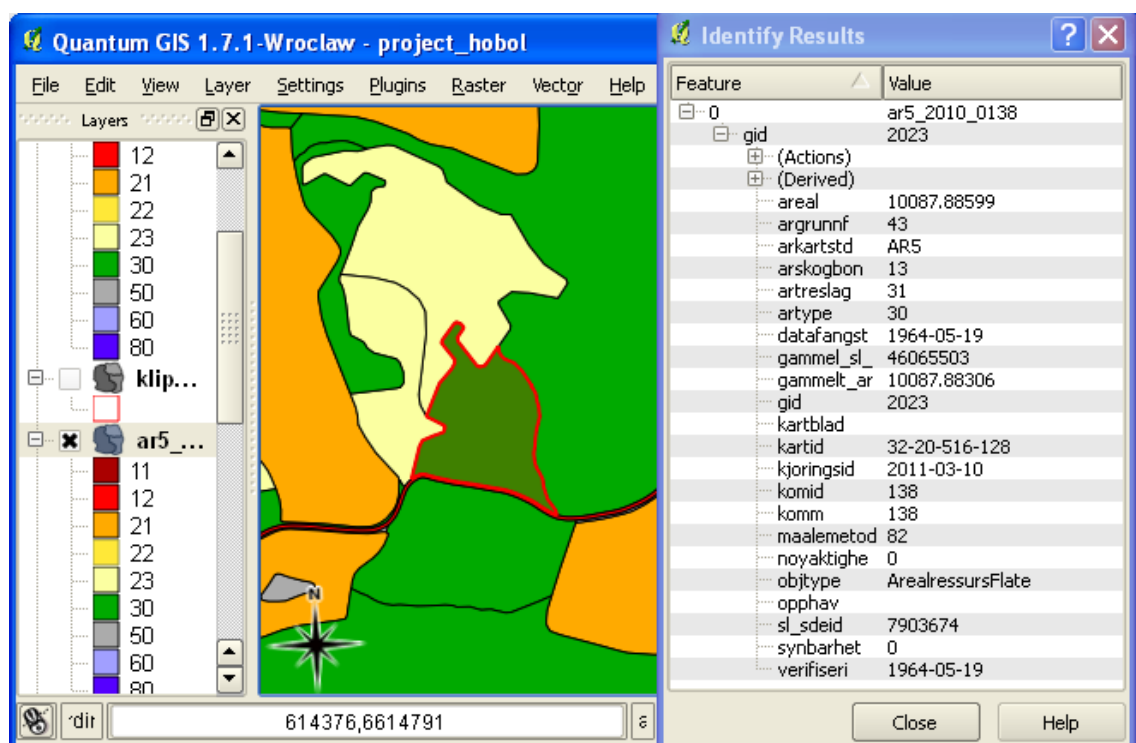 Quantum GIS 1.7.1-Wroclaw - project_hobol
File Edit View Layer Settings Plugins Raster Vector Help
Layers
12
21
22
23
30
50
60
80
klip...
ar5_...
11
12
21
22
23
30
50
60
80
N
614376,6614791
Identify Results
Feature Value
0 ar5_2010_0138
gid 2023
(Actions)
(Derived)
areal 10087.88599
argrunnf 43
arkartstd AR5
arskogbon 13
artreslag 31
artype 30
datafangst 1964-05-19
gammel_sl_ 46065503
gammelt_ar 10087.88306
gid 2023
kartblad
kartid 32-20-516-128
kjoringsid 2011-03-10
komid 138
komm 138
maalemetod 82
noyaktighe 0
objtype ArealressursFlate
opphav
sl_sdeid 7903674
synbarhet 0
verifiseri 1964-05-19
Close Help